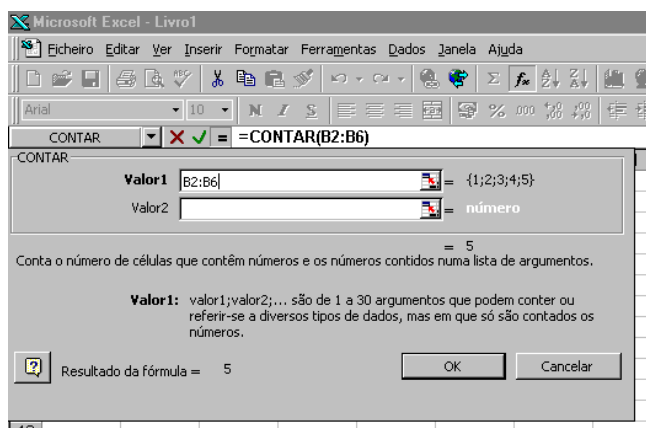 Microsoft Excel - Livro1
Ficheiro Editar Ver Inserir Formatar Ferramentas Dados Janela Ajuda
Arial 10 N I S % 000
CONTAR =CONTAR(B2:B6)
CONTAR
Valor1 B2:B6 = {1;2;3;4;5}
Valor2 = número
= 5
Conta o número de células que contêm números e os números contidos numa lista de argumentos.
Valor1: valor1;valor2;... são de 1 a 30 argumentos que podem conter ou
referir-se a diversos tipos de dados, mas em que só são contados os
números.
Resultado da fórmula = 5 OK Cancelar